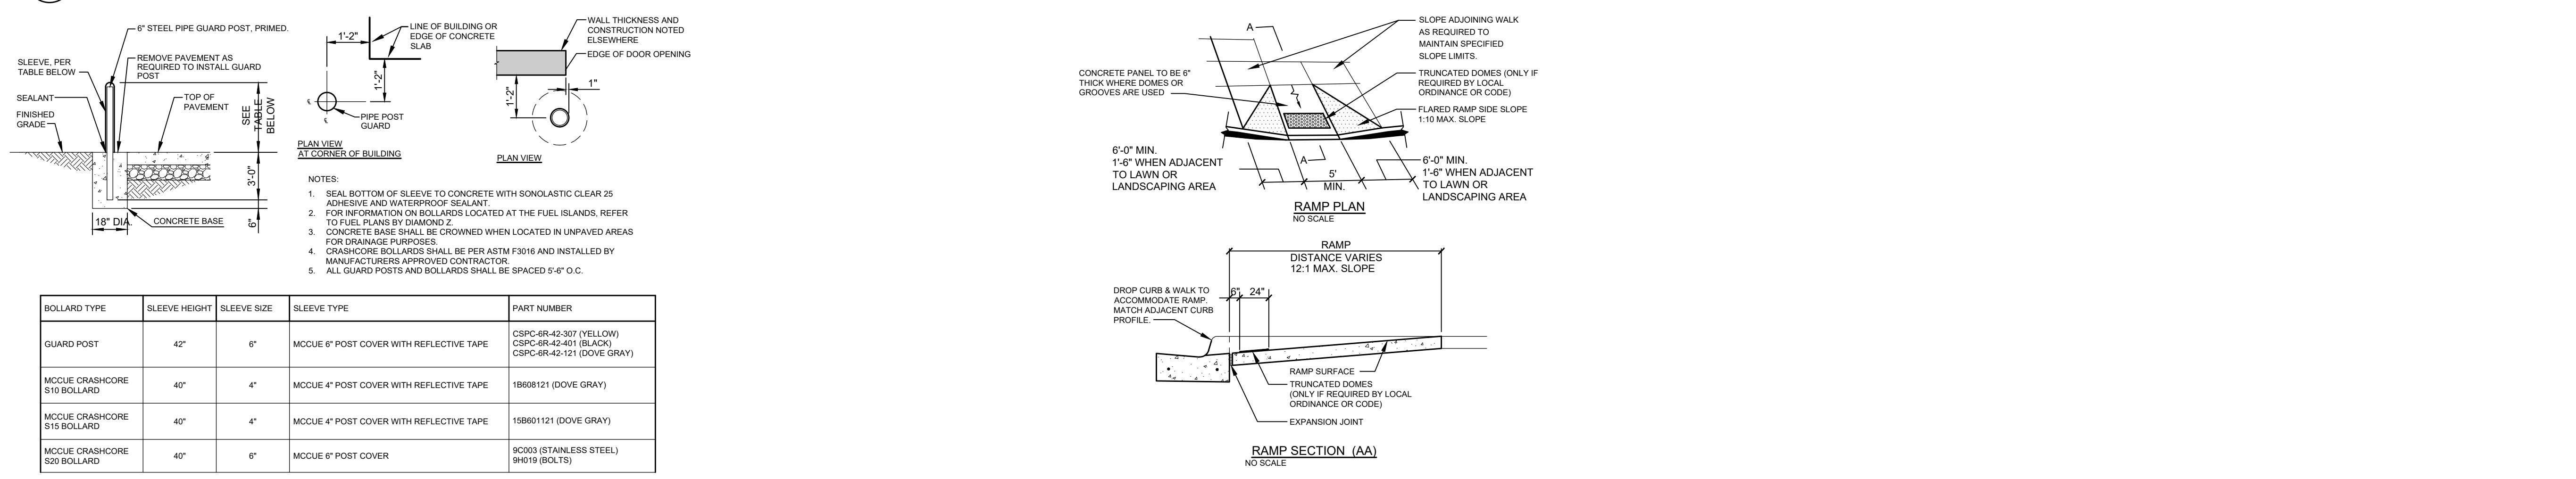 6" STEEL PIPE GUARD POST, PRIMED.
SLEEVE, PER
TABLE BELOW
REMOVE PAVEMENT AS
REQUIRED TO INSTALL GUARD
POST
SEALANT
TOP OF
PAVEMENT
FINISHED
GRADE
SEE
TABLE
BELOW
3'-0"
6"
18" DIA.
CONCRETE BASE
1'-2"
LINE OF BUILDING OR
EDGE OF CONCRETE
SLAB
1'-2"
PIPE POST
GUARD
PLAN VIEW
AT CORNER OF BUILDING
WALL THICKNESS AND
CONSTRUCTION NOTED
ELSEWHERE
EDGE OF DOOR OPENING
1'-2"
1"
PLAN VIEW
NOTES:
1. SEAL BOTTOM OF SLEEVE TO CONCRETE WITH SONOLASTIC CLEAR 25
ADHESIVE AND WATERPROOF SEALANT.
2. FOR INFORMATION ON BOLLARDS LOCATED AT THE FUEL ISLANDS, REFER
TO FUEL PLANS BY DIAMOND Z.
3. CONCRETE BASE SHALL BE CROWNED WHEN LOCATED IN UNPAVED AREAS
FOR DRAINAGE PURPOSES.
4. CRASHCORE BOLLARDS SHALL BE PER ASTM F3016 AND INSTALLED BY
MANUFACTURERS APPROVED CONTRACTOR.
5. ALL GUARD POSTS AND BOLLARDS SHALL BE SPACED 5'-6" O.C.
BOLLARD TYPE SLEEVE HEIGHT SLEEVE SIZE SLEEVE TYPE PART NUMBER
GUARD POST 42" 6" MCCUE 6" POST COVER WITH REFLECTIVE TAPE CSPC-6R-42-307 (YELLOW)
CSPC-6R-42-401 (BLACK)
CSPC-6R-42-121 (DOVE GRAY)
MCCUE CRASHCORE
S10 BOLLARD 40" 4" MCCUE 4" POST COVER WITH REFLECTIVE TAPE 1B608121 (DOVE GRAY)
MCCUE CRASHCORE
S15 BOLLARD 40" 4" MCCUE 4" POST COVER WITH REFLECTIVE TAPE 15B601121 (DOVE GRAY)
MCCUE CRASHCORE
S20 BOLLARD 40" 6" MCCUE 6" POST COVER 9C003 (STAINLESS STEEL)
9H019 (BOLTS)
A
SLOPE ADJOINING WALK
AS REQUIRED TO
MAINTAIN SPECIFIED
SLOPE LIMITS.
CONCRETE PANEL TO BE 6"
THICK WHERE DOMES OR
GROOVES ARE USED
TRUNCATED DOMES (ONLY IF
REQUIRED BY LOCAL
ORDINANCE OR CODE)
FLARED RAMP SIDE SLOPE
1:10 MAX. SLOPE
6'-0" MIN.
1'-6" WHEN ADJACENT
TO LAWN OR
LANDSCAPING AREA
A
5'
MIN.
6'-0" MIN.
1'-6" WHEN ADJACENT
TO LAWN OR
LANDSCAPING AREA
RAMP PLAN
NO SCALE
RAMP
DISTANCE VARIES
12:1 MAX. SLOPE
DROP CURB & WALK TO
ACCOMMODATE RAMP.
MATCH ADJACENT CURB
PROFILE.
6" 24"
RAMP SURFACE
TRUNCATED DOMES
(ONLY IF REQUIRED BY LOCAL
ORDINANCE OR CODE)
EXPANSION JOINT
RAMP SECTION (AA)
NO SCALE